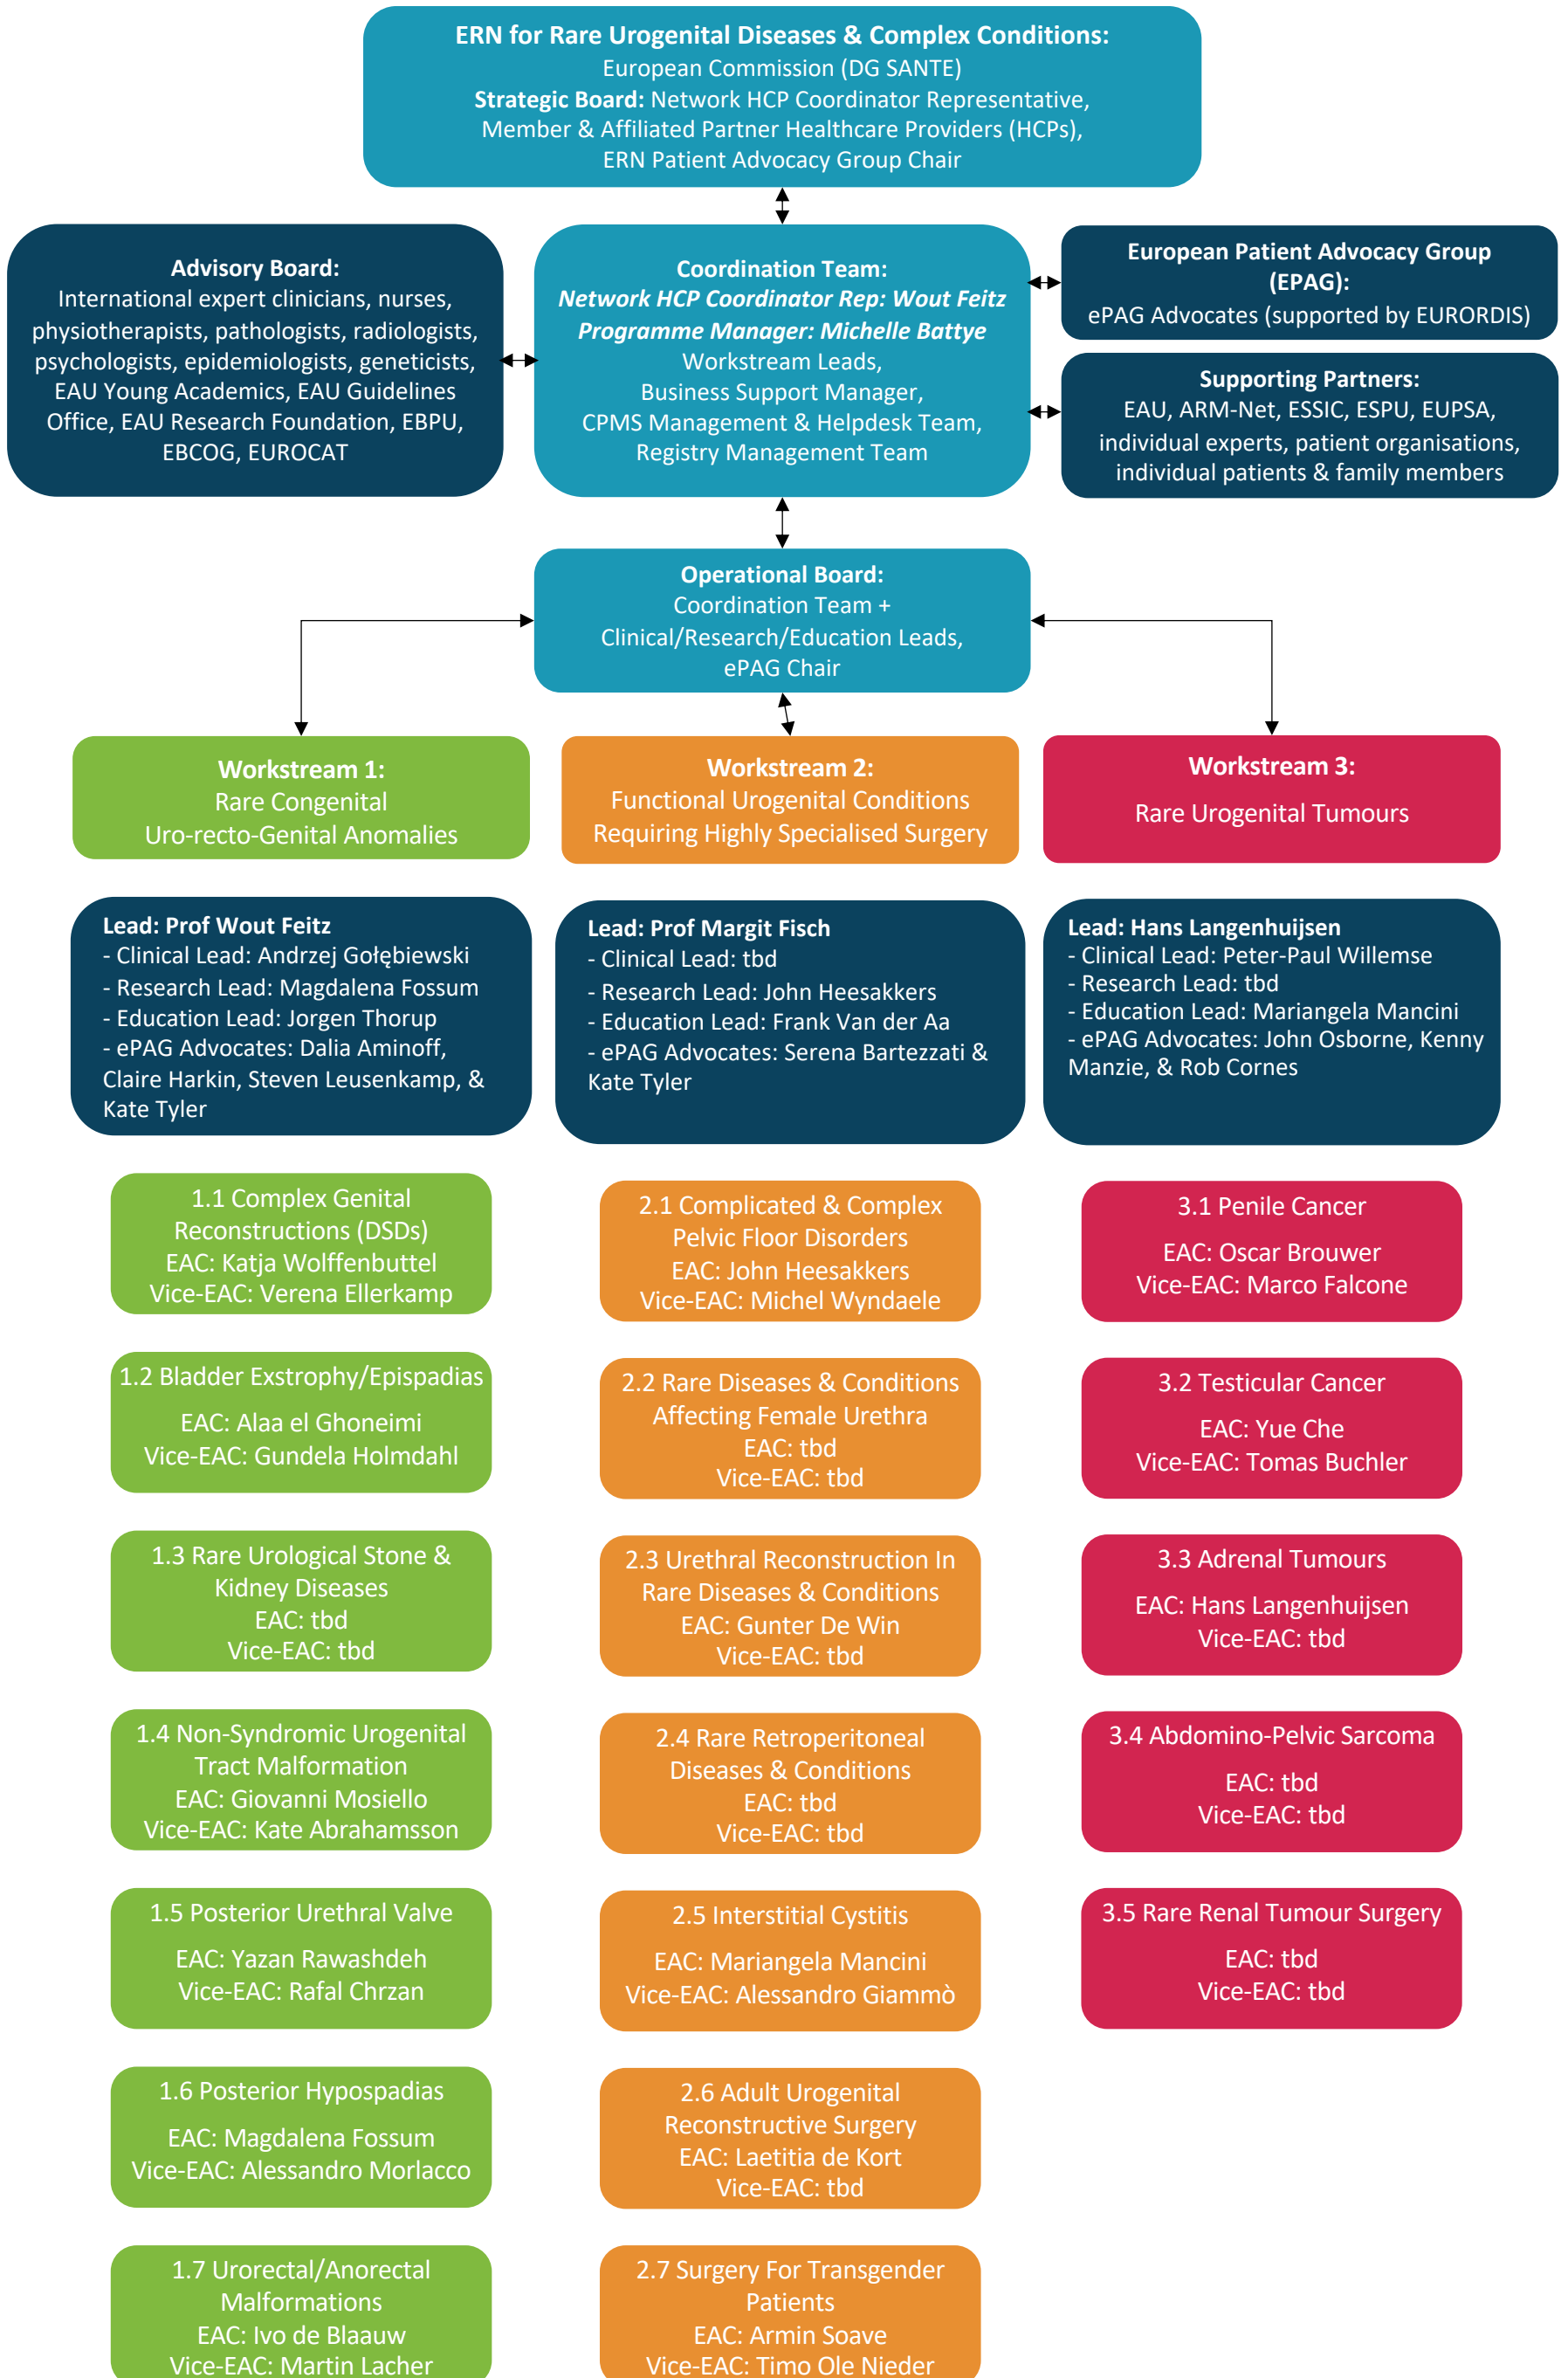 ERN for Rare Urogenital Diseases & Complex Conditions:
European Commission (DG SANTE)
Strategic Board: Network HCP Coordinator Representative,
Member & Affiliated Partner Healthcare Providers (HCPs),
ERN Patient Advocacy Group Chair
Advisory Board:
International expert clinicians, nurses,
physiotherapists, pathologists, radiologists,
psychologists, epidemiologists, geneticists,
EAU Young Academics, EAU Guidelines
Office, EAU Research Foundation, EBPU,
EBCOG, EUROCAT
Coordination Team:
Network HCP Coordinator Rep: Wout Feitz
Programme Manager: Michelle Battye
Workstream Leads,
Business Support Manager,
CPMS Management & Helpdesk Team,
Registry Management Team
European Patient Advocacy Group
(EPAG):
ePAG Advocates (supported by EURORDIS)
Supporting Partners:
EAU, ARM-Net, ESSIC, ESPU, EUPSA,
individual experts, patient organisations,
individual patients & family members
Operational Board:
Coordination Team +
Clinical/Research/Education Leads,
ePAG Chair
Workstream 1:
Rare Congenital
Uro-recto-Genital Anomalies
Workstream 2:
Functional Urogenital Conditions
Requiring Highly Specialised Surgery
Workstream 3:
Rare Urogenital Tumours
Lead: Prof Wout Feitz
- Clinical Lead: Andrzej Gołębiewski
- Research Lead: Magdalena Fossum
- Education Lead: Jorgen Thorup
- ePAG Advocates: Dalia Aminoff,
Claire Harkin, Steven Leusenkamp, &
Kate Tyler
Lead: Prof Margit Fisch
- Clinical Lead: tbd
- Research Lead: John Heesakkers
- Education Lead: Frank Van der Aa
- ePAG Advocates: Serena Bartezzati &
Kate Tyler
Lead: Hans Langenhuijsen
- Clinical Lead: Peter-Paul Willemse
- Research Lead: tbd
- Education Lead: Mariangela Mancini
- ePAG Advocates: John Osborne, Kenny
Manzie, & Rob Cornes
1.1 Complex Genital
Reconstructions (DSDs)
EAC: Katja Wolffenbuttel
Vice-EAC: Verena Ellerkamp
2.1 Complicated & Complex
Pelvic Floor Disorders
EAC: John Heesakkers
Vice-EAC: Michel Wyndaele
3.1 Penile Cancer
EAC: Oscar Brouwer
Vice-EAC: Marco Falcone
1.2 Bladder Exstrophy/Epispadias
EAC: Alaa el Ghoneimi
Vice-EAC: Gundela Holmdahl
2.2 Rare Diseases & Conditions
Affecting Female Urethra
EAC: tbd
Vice-EAC: tbd
3.2 Testicular Cancer
EAC: Yue Che
Vice-EAC: Tomas Buchler
1.3 Rare Urological Stone &
Kidney Diseases
EAC: tbd
Vice-EAC: tbd
2.3 Urethral Reconstruction In
Rare Diseases & Conditions
EAC: Gunter De Win
Vice-EAC: tbd
3.3 Adrenal Tumours
EAC: Hans Langenhuijsen
Vice-EAC: tbd
1.4 Non-Syndromic Urogenital
Tract Malformation
EAC: Giovanni Mosiello
Vice-EAC: Kate Abrahamsson
2.4 Rare Retroperitoneal
Diseases & Conditions
EAC: tbd
Vice-EAC: tbd
3.4 Abdomino-Pelvic Sarcoma
EAC: tbd
Vice-EAC: tbd
1.5 Posterior Urethral Valve
EAC: Yazan Rawashdeh
Vice-EAC: Rafal Chrzan
2.5 Interstitial Cystitis
EAC: Mariangela Mancini
Vice-EAC: Alessandro Giammò
3.5 Rare Renal Tumour Surgery
EAC: tbd
Vice-EAC: tbd
1.6 Posterior Hypospadias
EAC: Magdalena Fossum
Vice-EAC: Alessandro Morlacco
2.6 Adult Urogenital
Reconstructive Surgery
EAC: Laetitia de Kort
Vice-EAC: tbd
1.7 Urorectal/Anorectal
Malformations
EAC: Ivo de Blaauw
Vice-EAC: Martin Lacher
2.7 Surgery For Transgender
Patients
EAC: Armin Soave
Vice-EAC: Timo Ole Nieder